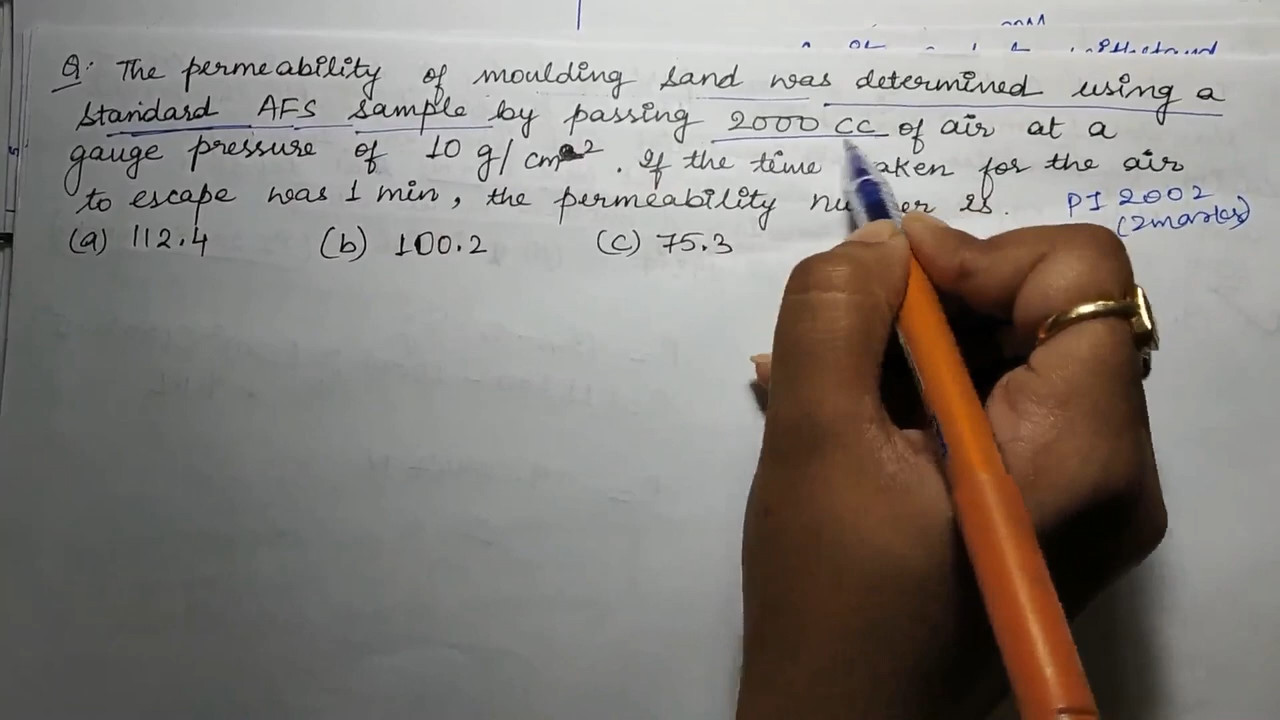 Q: The permeability of moulding sand was determined using a
standard AFS sample by passing 2000 cc of air at a
gauge pressure of 10 g/cm². If the time taken for the air
to escape was 1 min, the permeability is.
PI 2002
(2marks)
(a) 112.4 (b) 100.2 (c) 75.3